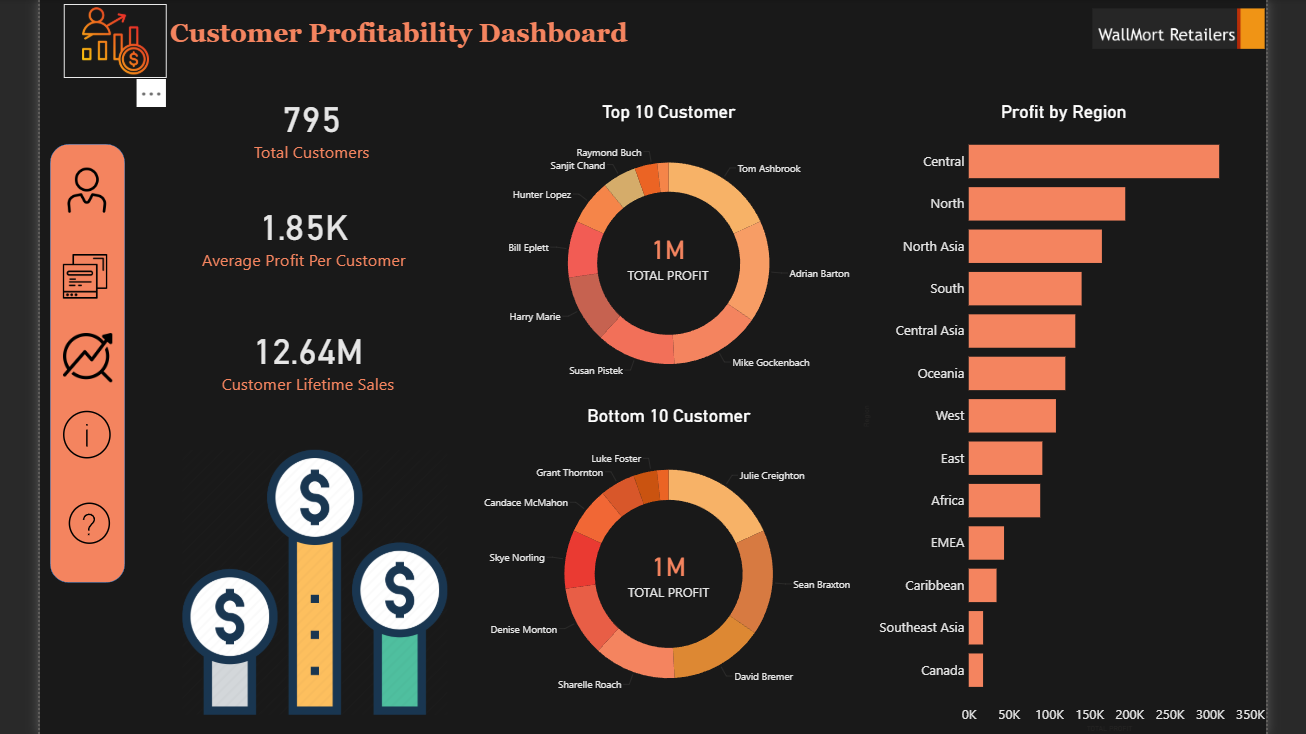 Customer Profitability Dashboard
WallMort Retailers
795
Total Customers
1.85K
Average Profit Per Customer
12.64M
Customer Lifetime Sales
Top 10 Customer
Raymond Buch
Sanjit Chand
Tom Ashbrook
Hunter Lopez
Bill Eplett
Adrian Barton
Harry Marie
Mike Gockenbach
Susan Pistek
1M
TOTAL PROFIT
Bottom 10 Customer
Luke Foster
Grant Thornton
Julie Creighton
Candace McMahon
Skye Norling
Sean Braxton
Denise Monton
David Bremer
Sharelle Roach
1M
TOTAL PROFIT
Profit by Region
Central
North
North Asia
South
Central Asia
Oceania
West
East
Africa
EMEA
Caribbean
Southeast Asia
Canada
0K 50K 100K 150K 200K 250K 300K 350K